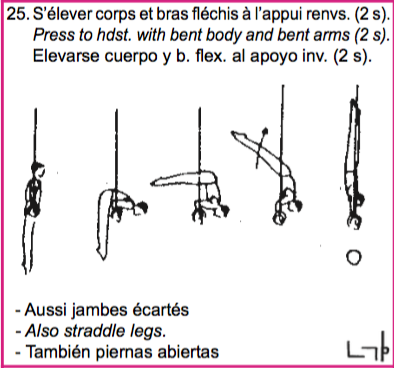 25. S'élever corps et bras fléchis à l'appui renvs. (2 s).
Press to hdst. with bent body and bent arms (2 s).
Elevarse cuerpo y b. flex. al apoyo inv. (2 s).
- Aussi jambes écartés
- Also straddle legs.
- También piernas abiertas